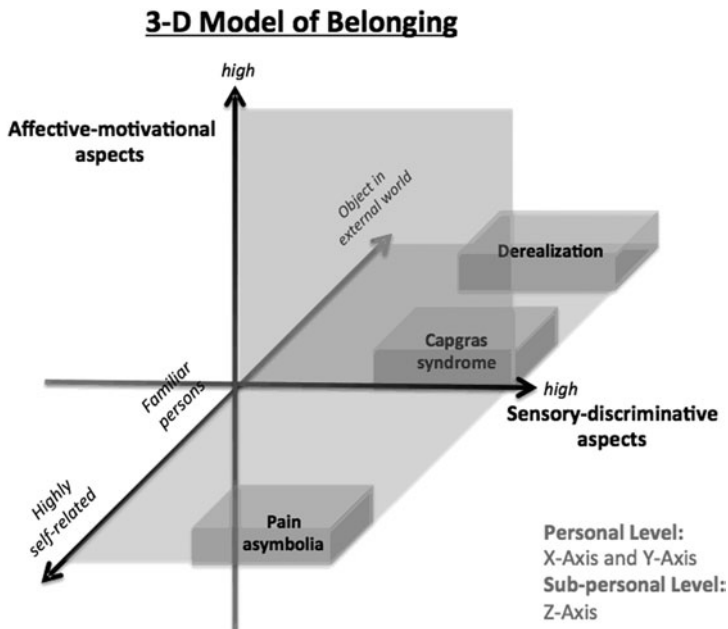 3-D Model of Belonging
high
Affective-motivational
aspects
Object in
external world
Derealization
Capgras
syndrome
Familiar
persons
high
Sensory-discriminative
aspects
Highly
self-related
Pain
asymbolia
Personal Level:
X-Axis and Y-Axis
Sub-personal Level:
Z-Axis